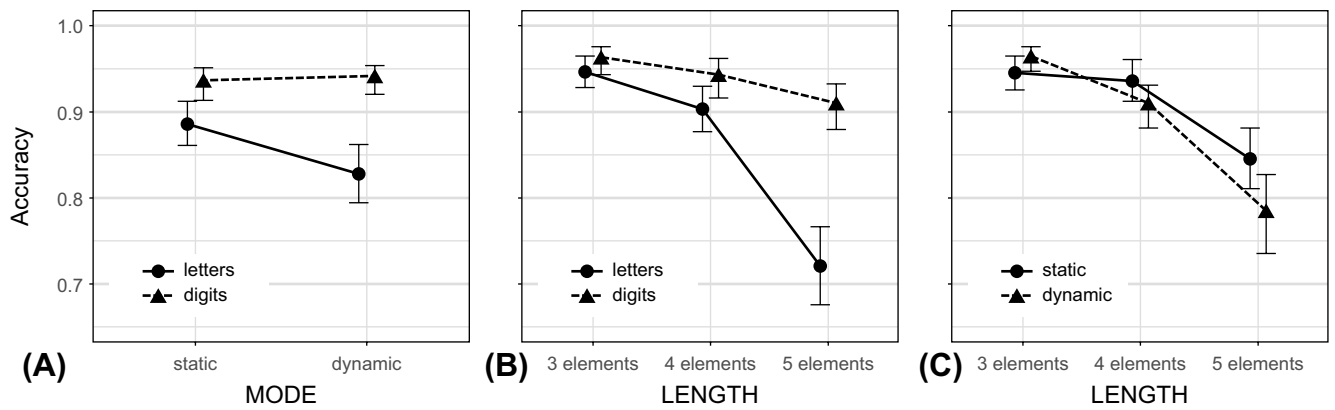 Accuracy
1.0
0.9
0.8
0.7
letters
digits
static
dynamic
MODE
(A)
letters
digits
3 elements
4 elements
5 elements
LENGTH
(B)
static
dynamic
3 elements
4 elements
5 elements
LENGTH
(C)